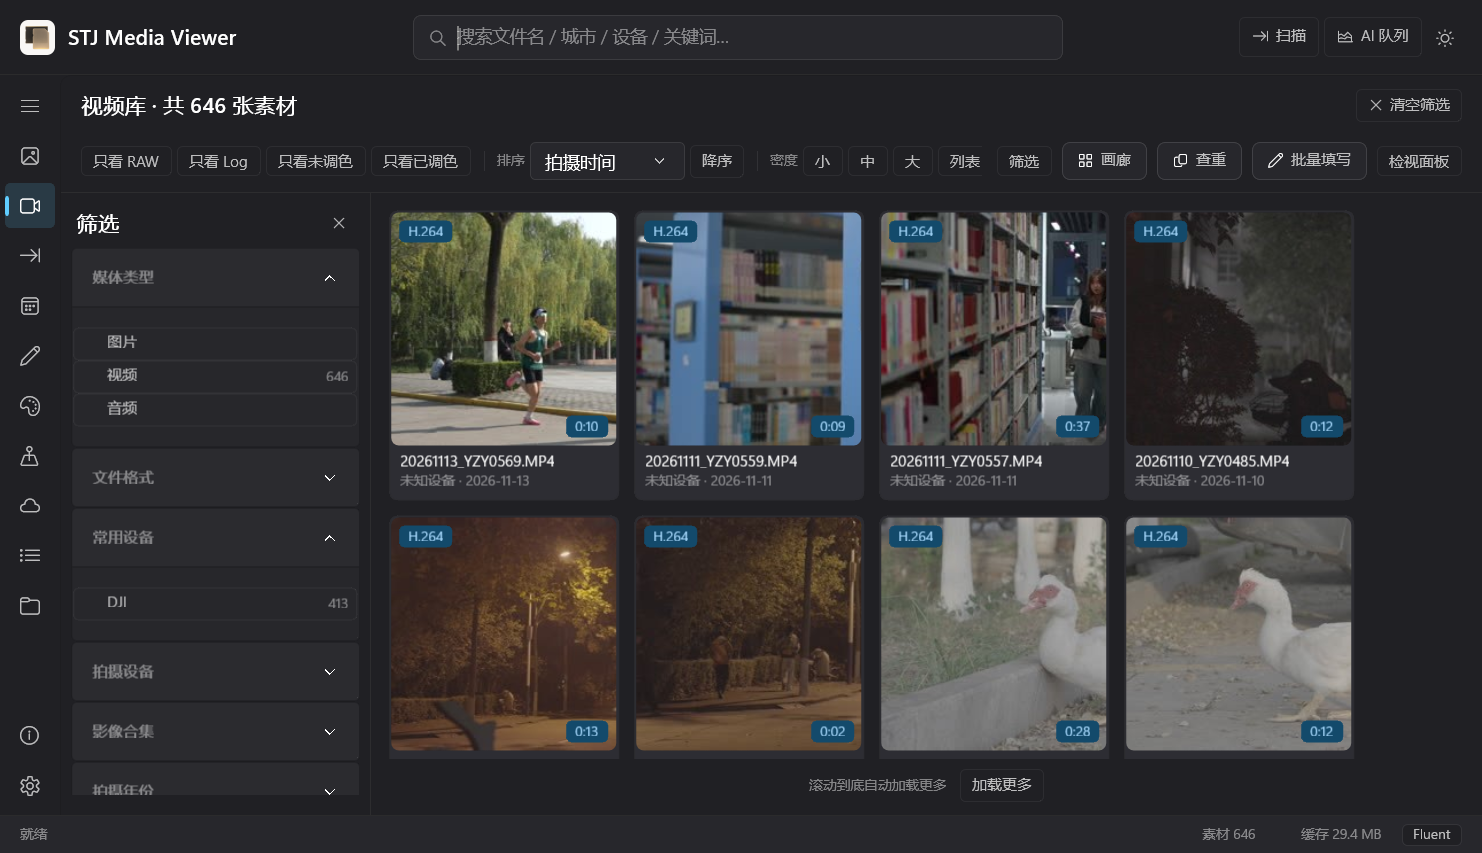 STJ Media Viewer
搜索文件名 / 城市 / 设备 / 关键词...
扫描
AI 队列
视频库 · 共 646 张素材
清空筛选
只看 RAW
只看 Log
只看未调色
只看已调色
排序
拍摄时间
降序
密度
小
中
大
列表
筛选
画廊
查重
批量填写
检视面板
筛选
媒体类型
图片
视频 646
音频
文件格式
常用设备
DJI 413
拍摄设备
影像合集
拍摄年份
H.264
0:10
20261113_YZY0569.MP4
未知设备 · 2026-11-13
H.264
0:09
20261111_YZY0559.MP4
未知设备 · 2026-11-11
H.264
0:37
20261111_YZY0557.MP4
未知设备 · 2026-11-11
H.264
0:12
20261110_YZY0485.MP4
未知设备 · 2026-11-10
H.264
0:13
H.264
0:02
H.264
0:28
H.264
0:12
滚动到底自动加载更多
加载更多
就绪
素材 646
缓存 29.4 MB
Fluent